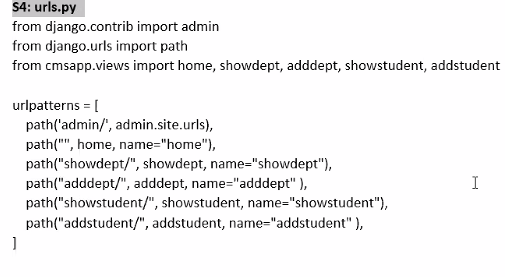 S4: urls.py
from django.contrib import admin
from django.urls import path
from cmsapp.views import home, showdept, adddept, showstudent, addstudent
urlpatterns = [
path('admin/', admin.site.urls),
path("", home, name="home"),
path("showdept/", showdept, name="showdept"),
path("adddept/", adddept, name="adddept" ),
path("showstudent/", showstudent, name="showstudent"),
path("addstudent/", addstudent, name="addstudent" ),
]